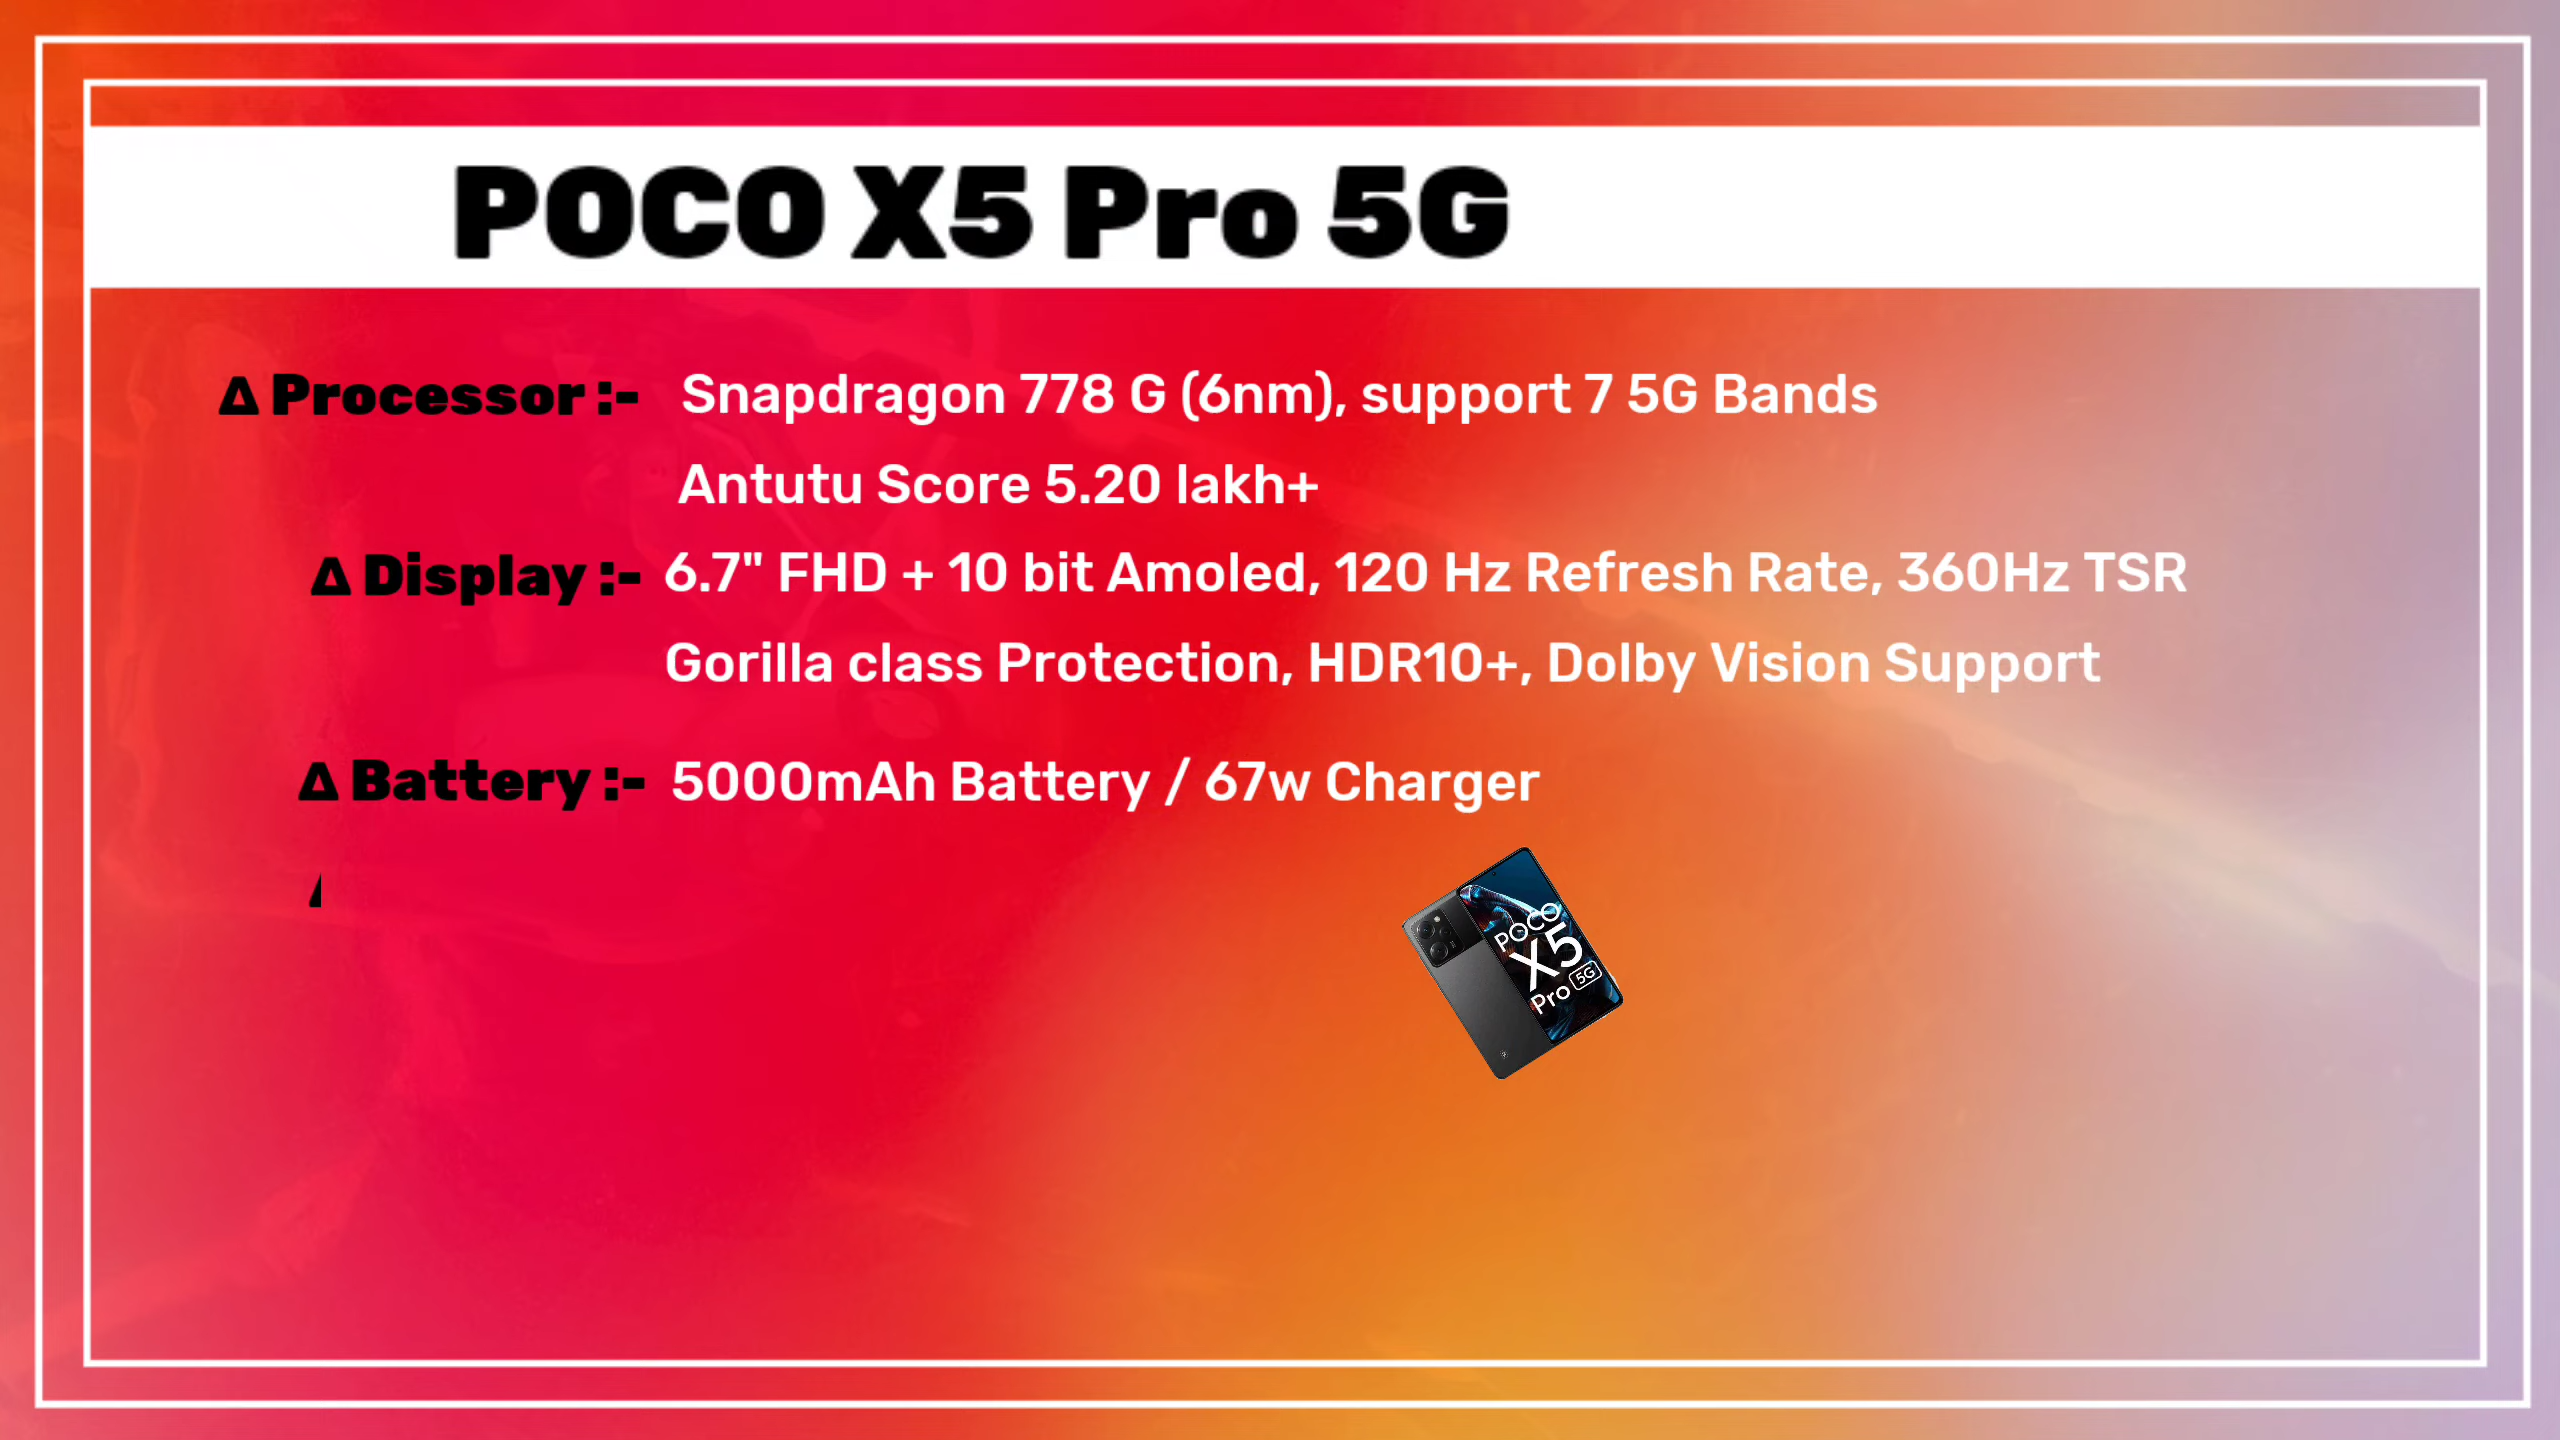 POCO X5 Pro 5G
Δ Processor :- Snapdragon 778 G (6nm), support 7 5G Bands
Antutu Score 5.20 lakh+
Δ Display :- 6.7" FHD + 10 bit Amoled, 120 Hz Refresh Rate, 360Hz TSR
Gorilla class Protection, HDR10+, Dolby Vision Support
Δ Battery :- 5000mAh Battery / 67w Charger
POCO
X5
Pro 5G